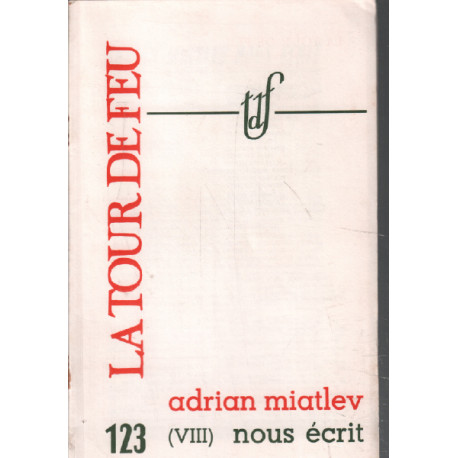 LA TOUR DE FEU
tdf
adrian miatlev
123 (VIII) nous écrit